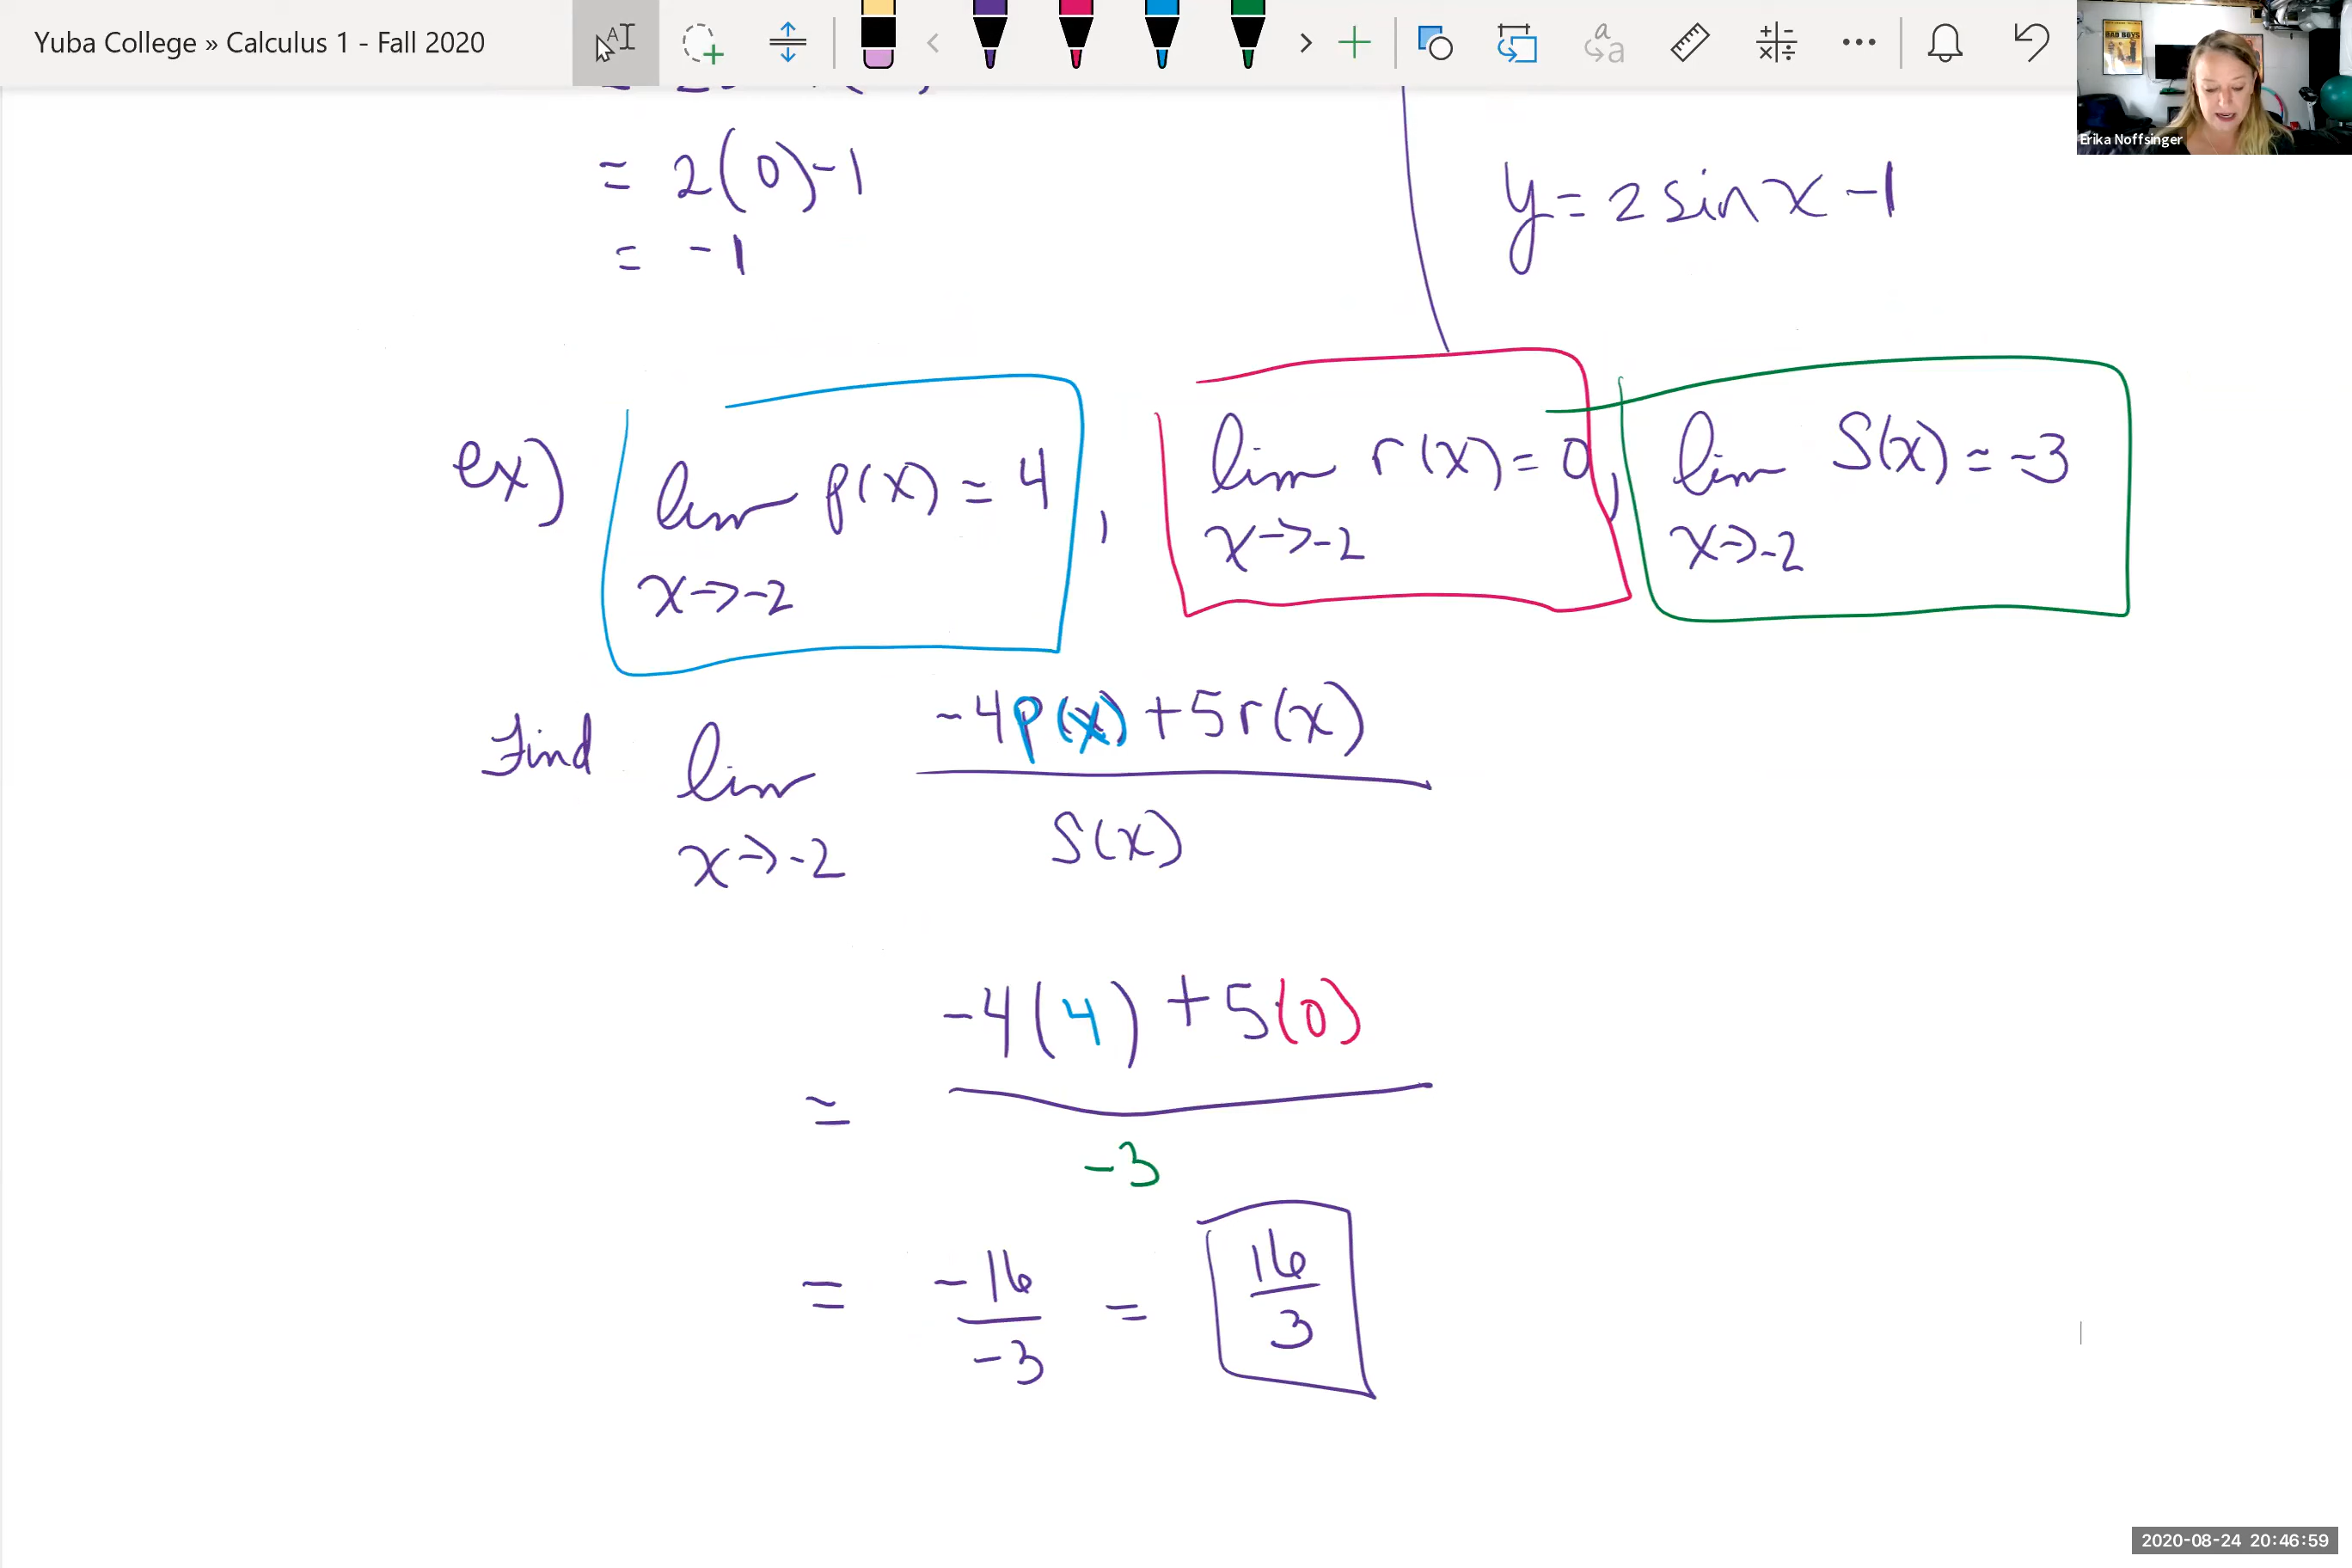 Yuba College » Calculus 1 - Fall 2020
BAD BOYS
Erika Noffsinger
= 2(0)-1
= -1
y = 2 sin x - 1
ex) lim p(x) = 4, lim r(x) = 0, lim S(x) = -3
x→-2 x→-2 x→-2
Find lim -4p(x) + 5r(x)
x→-2 S(x)
= -4(4) + 5(0)
-3
= -16 = 16
-3 3
2020-08-24 20:46:59